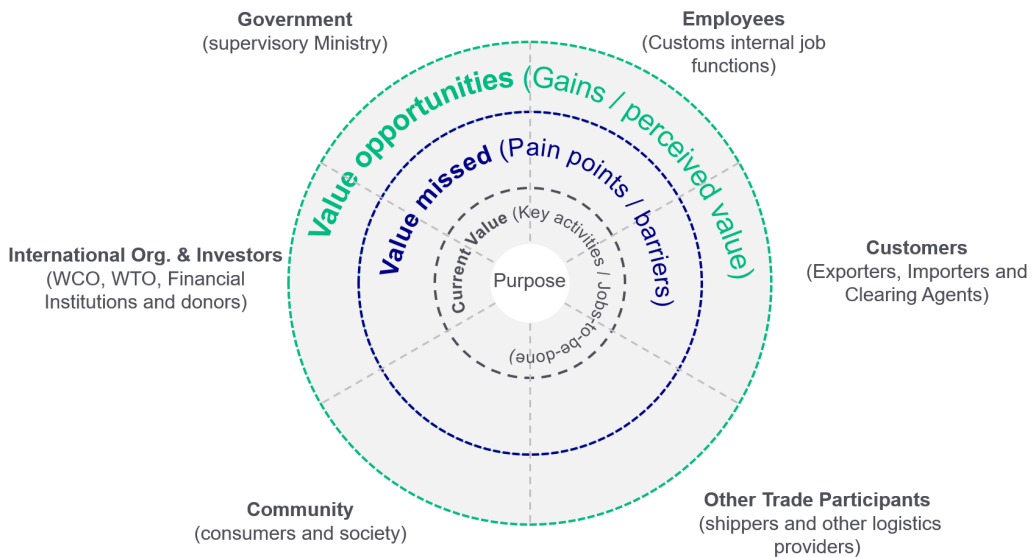 Government
(supervisory Ministry)
Employees
(Customs internal job
functions)
Value opportunities (Gains / perceived value)
Value missed (Pain points / barriers)
Current Value (Key activities / Jobs-to-be-done)
Purpose
International Org. & Investors
(WCO, WTO, Financial
Institutions and donors)
Customers
(Exporters, Importers and
Clearing Agents)
Community
(consumers and society)
Other Trade Participants
(shippers and other logistics
providers)